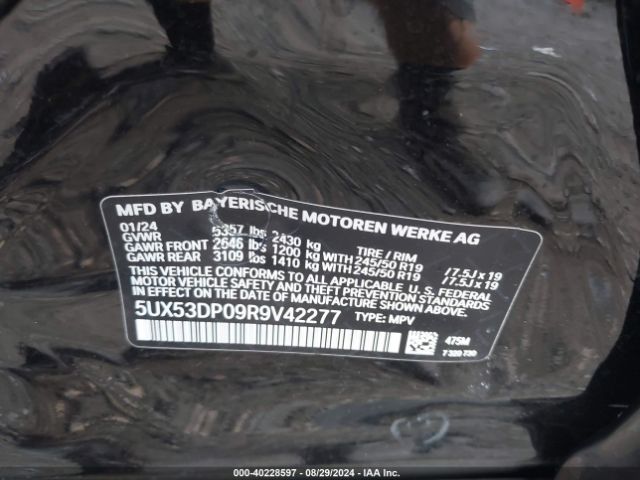 MFD BY BAYERISCHE MOTOREN WERKE AG
01/24
GVWR 5357 lbs 2430 kg TIRE / RIM
GAWR FRONT 2646 lbs 1200 kg WITH 245/50 R19 /7.5J x 19
GAWR REAR 3109 lbs 1410 kg WITH 245/50 R19 /7.5J x 19
THIS VEHICLE CONFORMS TO ALL APPLICABLE U. S. FEDERAL
MOTOR VEHICLE SAFETY AND THEFT PREVENTION STANDARDS
IN EFFECT ON THE DATE OF MANUFACTURE SHOWN ABOVE.
5UX53DP09R9V42277 TYPE: MPV
475M
7 320 730
000-40228597 - 08/29/2024 - IAA Inc.